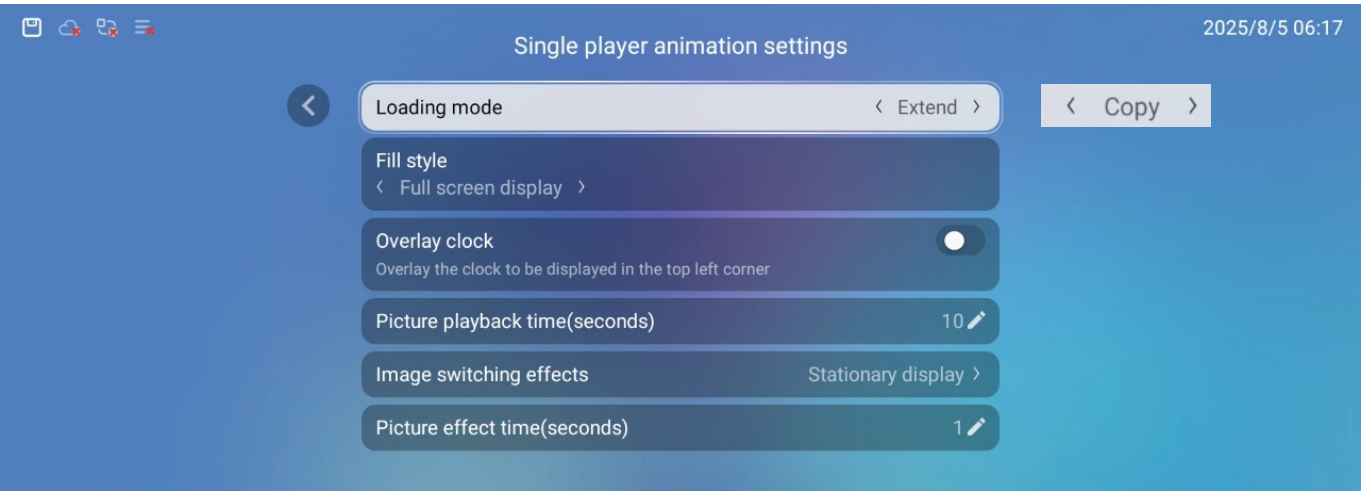 2025/8/5 06:17
Single player animation settings
Loading mode
< Extend >
< Copy >
Fill style
< Full screen display >
Overlay clock
Overlay the clock to be displayed in the top left corner
Picture playback time(seconds)
10
Image switching effects
Stationary display >
Picture effect time(seconds)
1